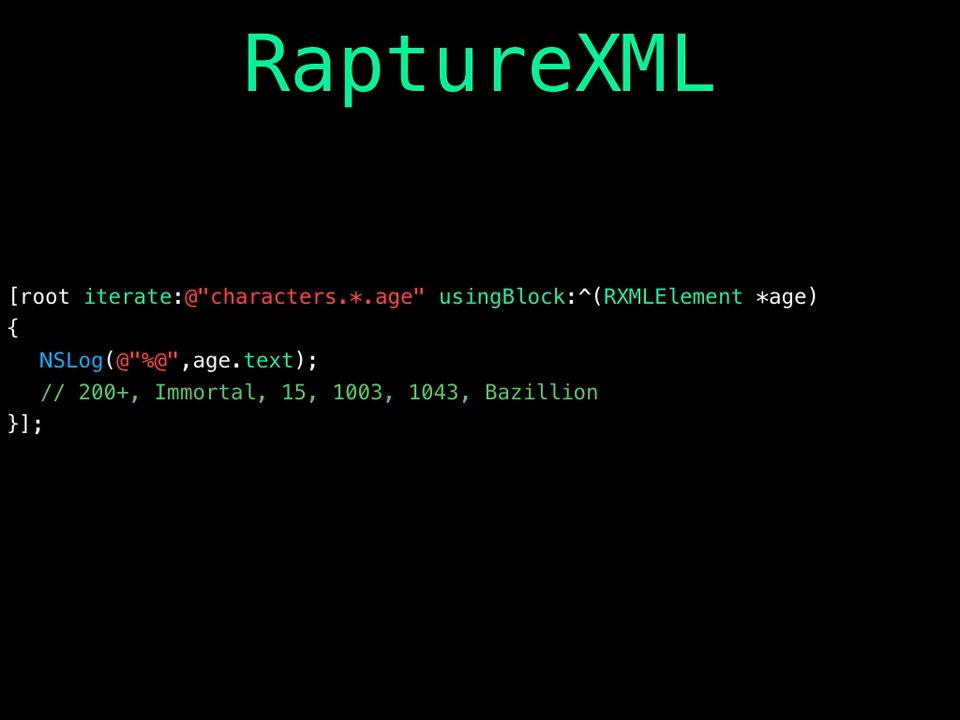 RaptureXML
[root iterate:@"characters.*.age" usingBlock:^(RXMLElement *age)
{
NSLog(@"%@",age.text);
// 200+, Immortal, 15, 1003, 1043, Bazillion
}];